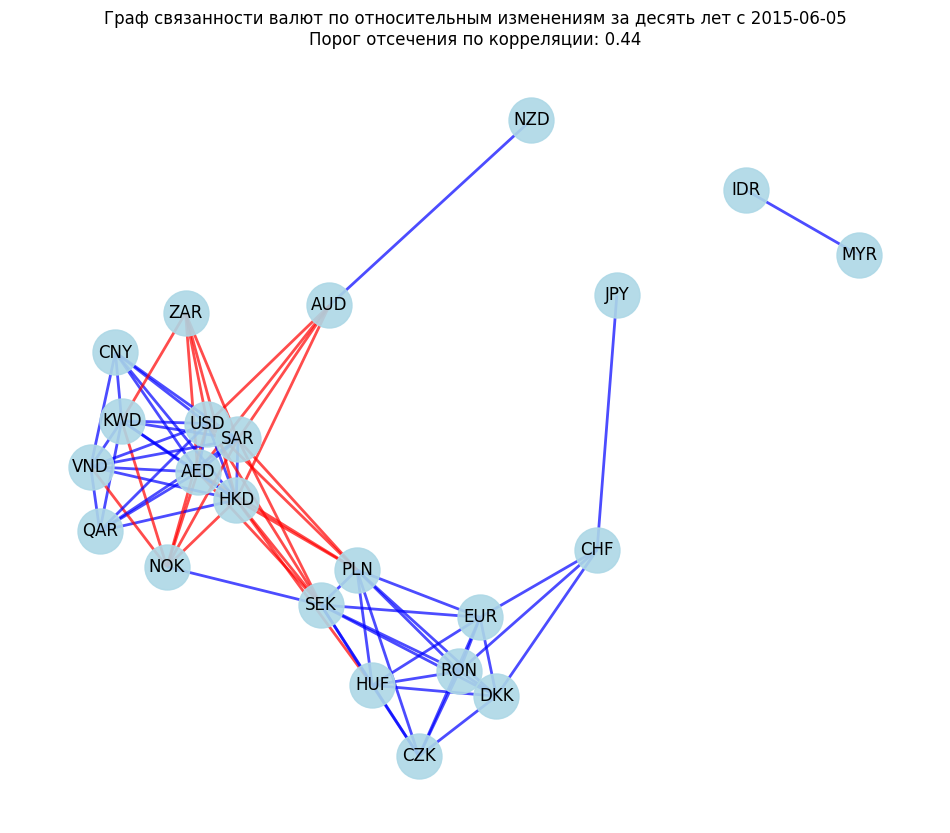 Граф связанности валют по относительным изменениям за десять лет с 2015-06-05
Порог отсечения по корреляции: 0.44
NZD
IDR
MYR
JPY
AUD
ZAR
CNY
KWD
USD
SAR
VND
AED
HKD
QAR
NOK
CHF
PLN
SEK
EUR
RON
HUF
DKK
CZK